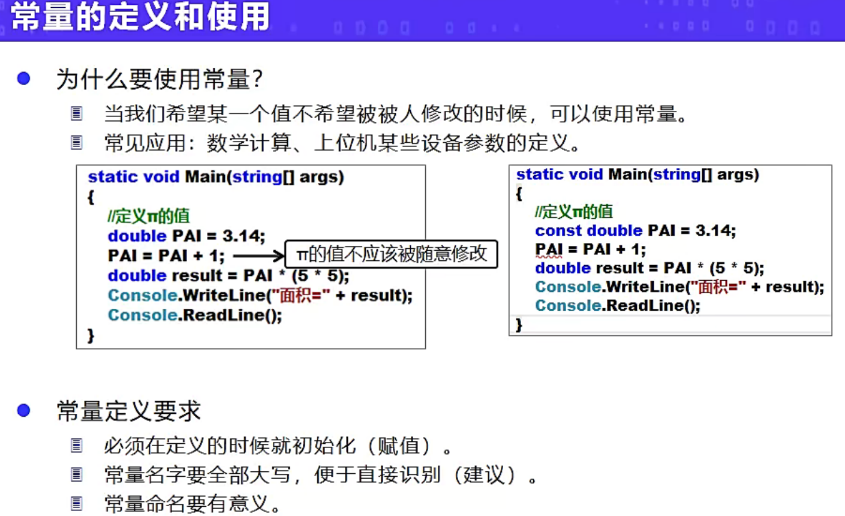 常量的定义和使用
为什么要使用常量?
当我们希望某一个值不希望被被人修改的时候，可以使用常量。
常见应用：数学计算、上位机某些设备参数的定义。
static void Main(string[] args)
{
//定义π的值
double PAI = 3.14;
PAI = PAI + 1;
π的值不应该被随意修改
double result = PAI * (5 * 5);
Console.WriteLine("面积=" + result);
Console.ReadLine();
}
static void Main(string[] args)
{
//定义π的值
const double PAI = 3.14;
PAI = PAI + 1;
double result = PAI * (5 * 5);
Console.WriteLine("面积=" + result);
Console.ReadLine();
}
常量定义要求
必须在定义的时候就初始化（赋值）。
常量名字要全部大写，便于直接识别（建议）。
常量命名要有意义。